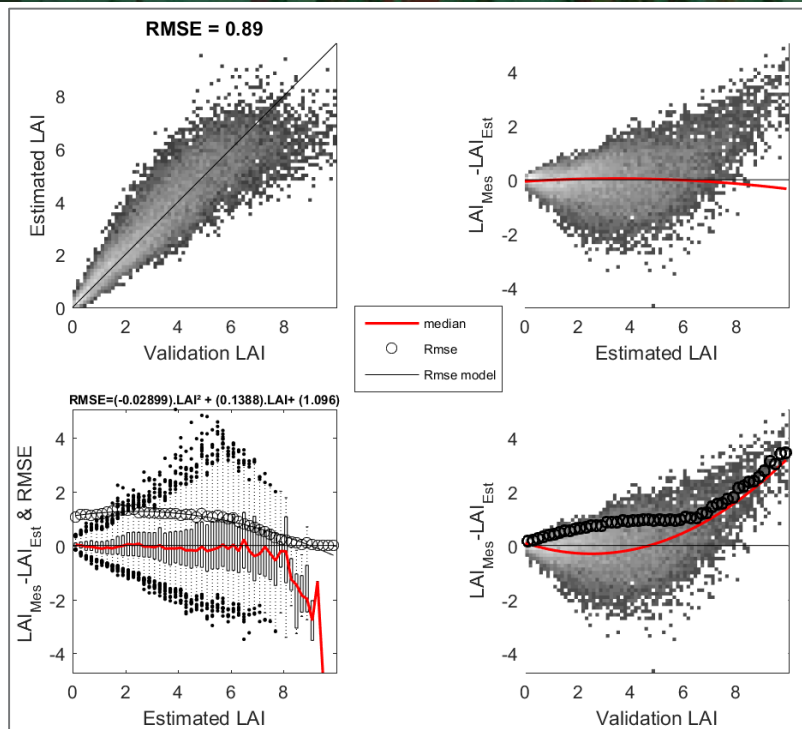 RMSE = 0.89
Estimated LAI
8
6
4
2
0
0 2 4 6 8
Validation LAI
LAI_Mes-LAI_Est
4
2
0
-2
-4
0 2 4 6 8
Estimated LAI
median
Rmse
Rmse model
RMSE=(-0.02899).LAI² + (0.1388).LAI+ (1.096)
LAI_Mes-LAI_Est & RMSE
4
2
0
-2
-4
0 2 4 6 8
Estimated LAI
LAI_Mes-LAI_Est
4
2
0
-2
-4
0 2 4 6 8
Validation LAI